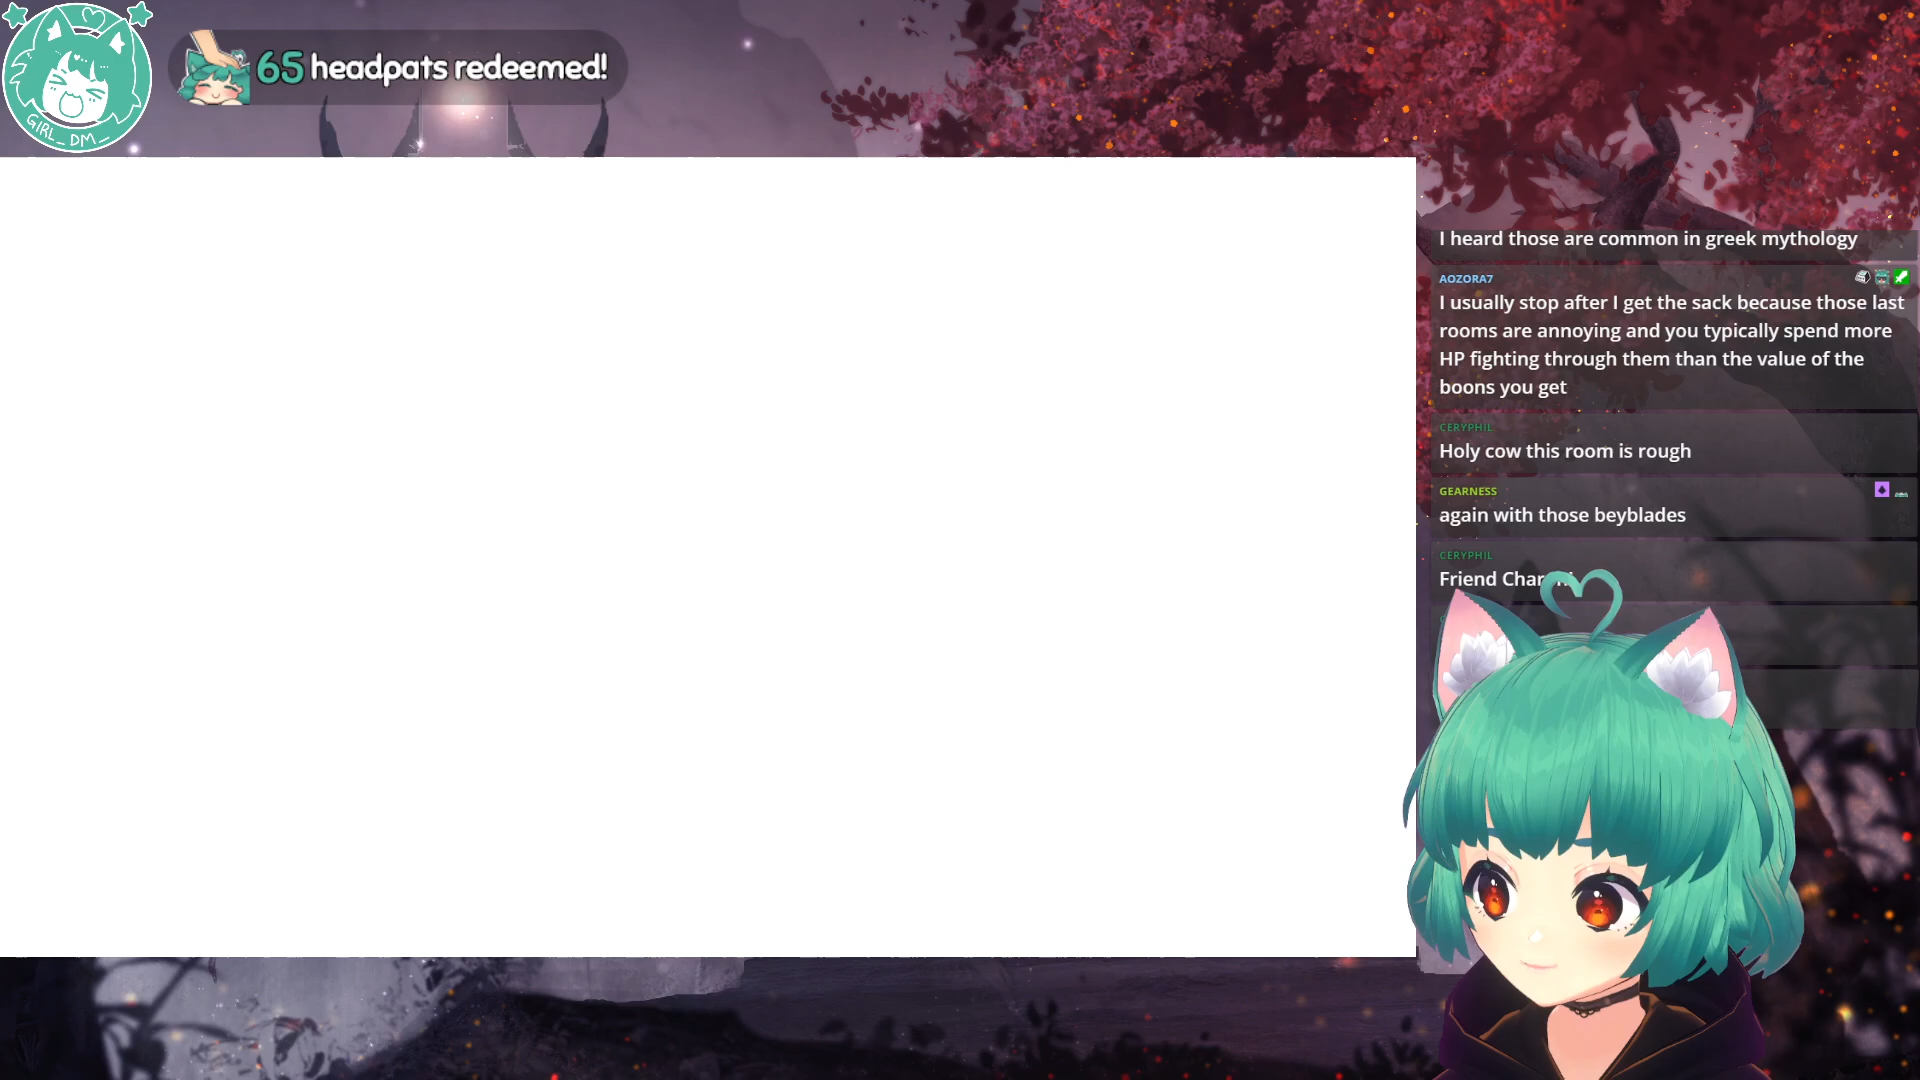 GIRL_DM_
65 headpats redeemed!
I heard those are common in greek mythology
AOZORA7
I usually stop after I get the sack because those last
rooms are annoying and you typically spend more
HP fighting through them than the value of the
boons you get
CERYPHIL
Holy cow this room is rough
GEARNESS
again with those beyblades
CERYPHIL
Friend